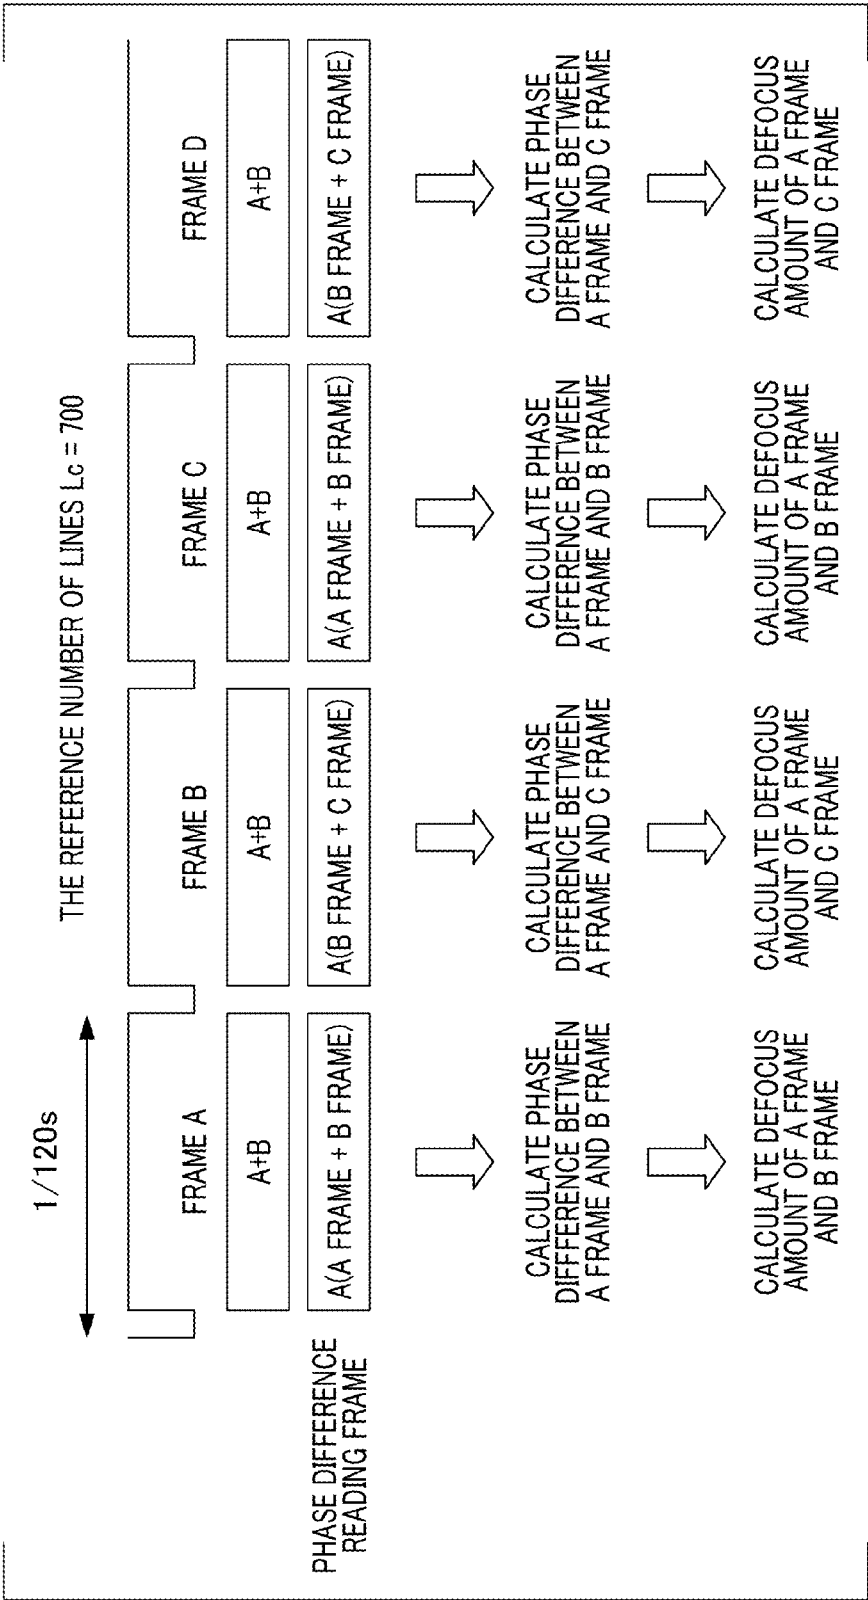 1/120s
THE REFERENCE NUMBER OF LINES Lc = 700
FRAME A
FRAME B
FRAME C
FRAME D
A+B
A+B
A+B
A+B
PHASE DIFFERENCE
READING FRAME
A(A FRAME + B FRAME)
A(B FRAME + C FRAME)
A(A FRAME + B FRAME)
A(B FRAME + C FRAME)
CALCULATE PHASE
DIFFFERENCE BETWEEN
A FRAME AND B FRAME
CALCULATE PHASE
DIFFERENCE BETWEEN
A FRAME AND C FRAME
CALCULATE PHASE
DIFFERENCE BETWEEN
A FRAME AND B FRAME
CALCULATE PHASE
DIFFERENCE BETWEEN
A FRAME AND C FRAME
CALCULATE DEFOCUS
AMOUNT OF A FRAME
AND B FRAME
CALCULATE DEFOCUS
AMOUNT OF A FRAME
AND C FRAME
CALCULATE DEFOCUS
AMOUNT OF A FRAME
AND B FRAME
CALCULATE DEFOCUS
AMOUNT OF A FRAME
AND C FRAME